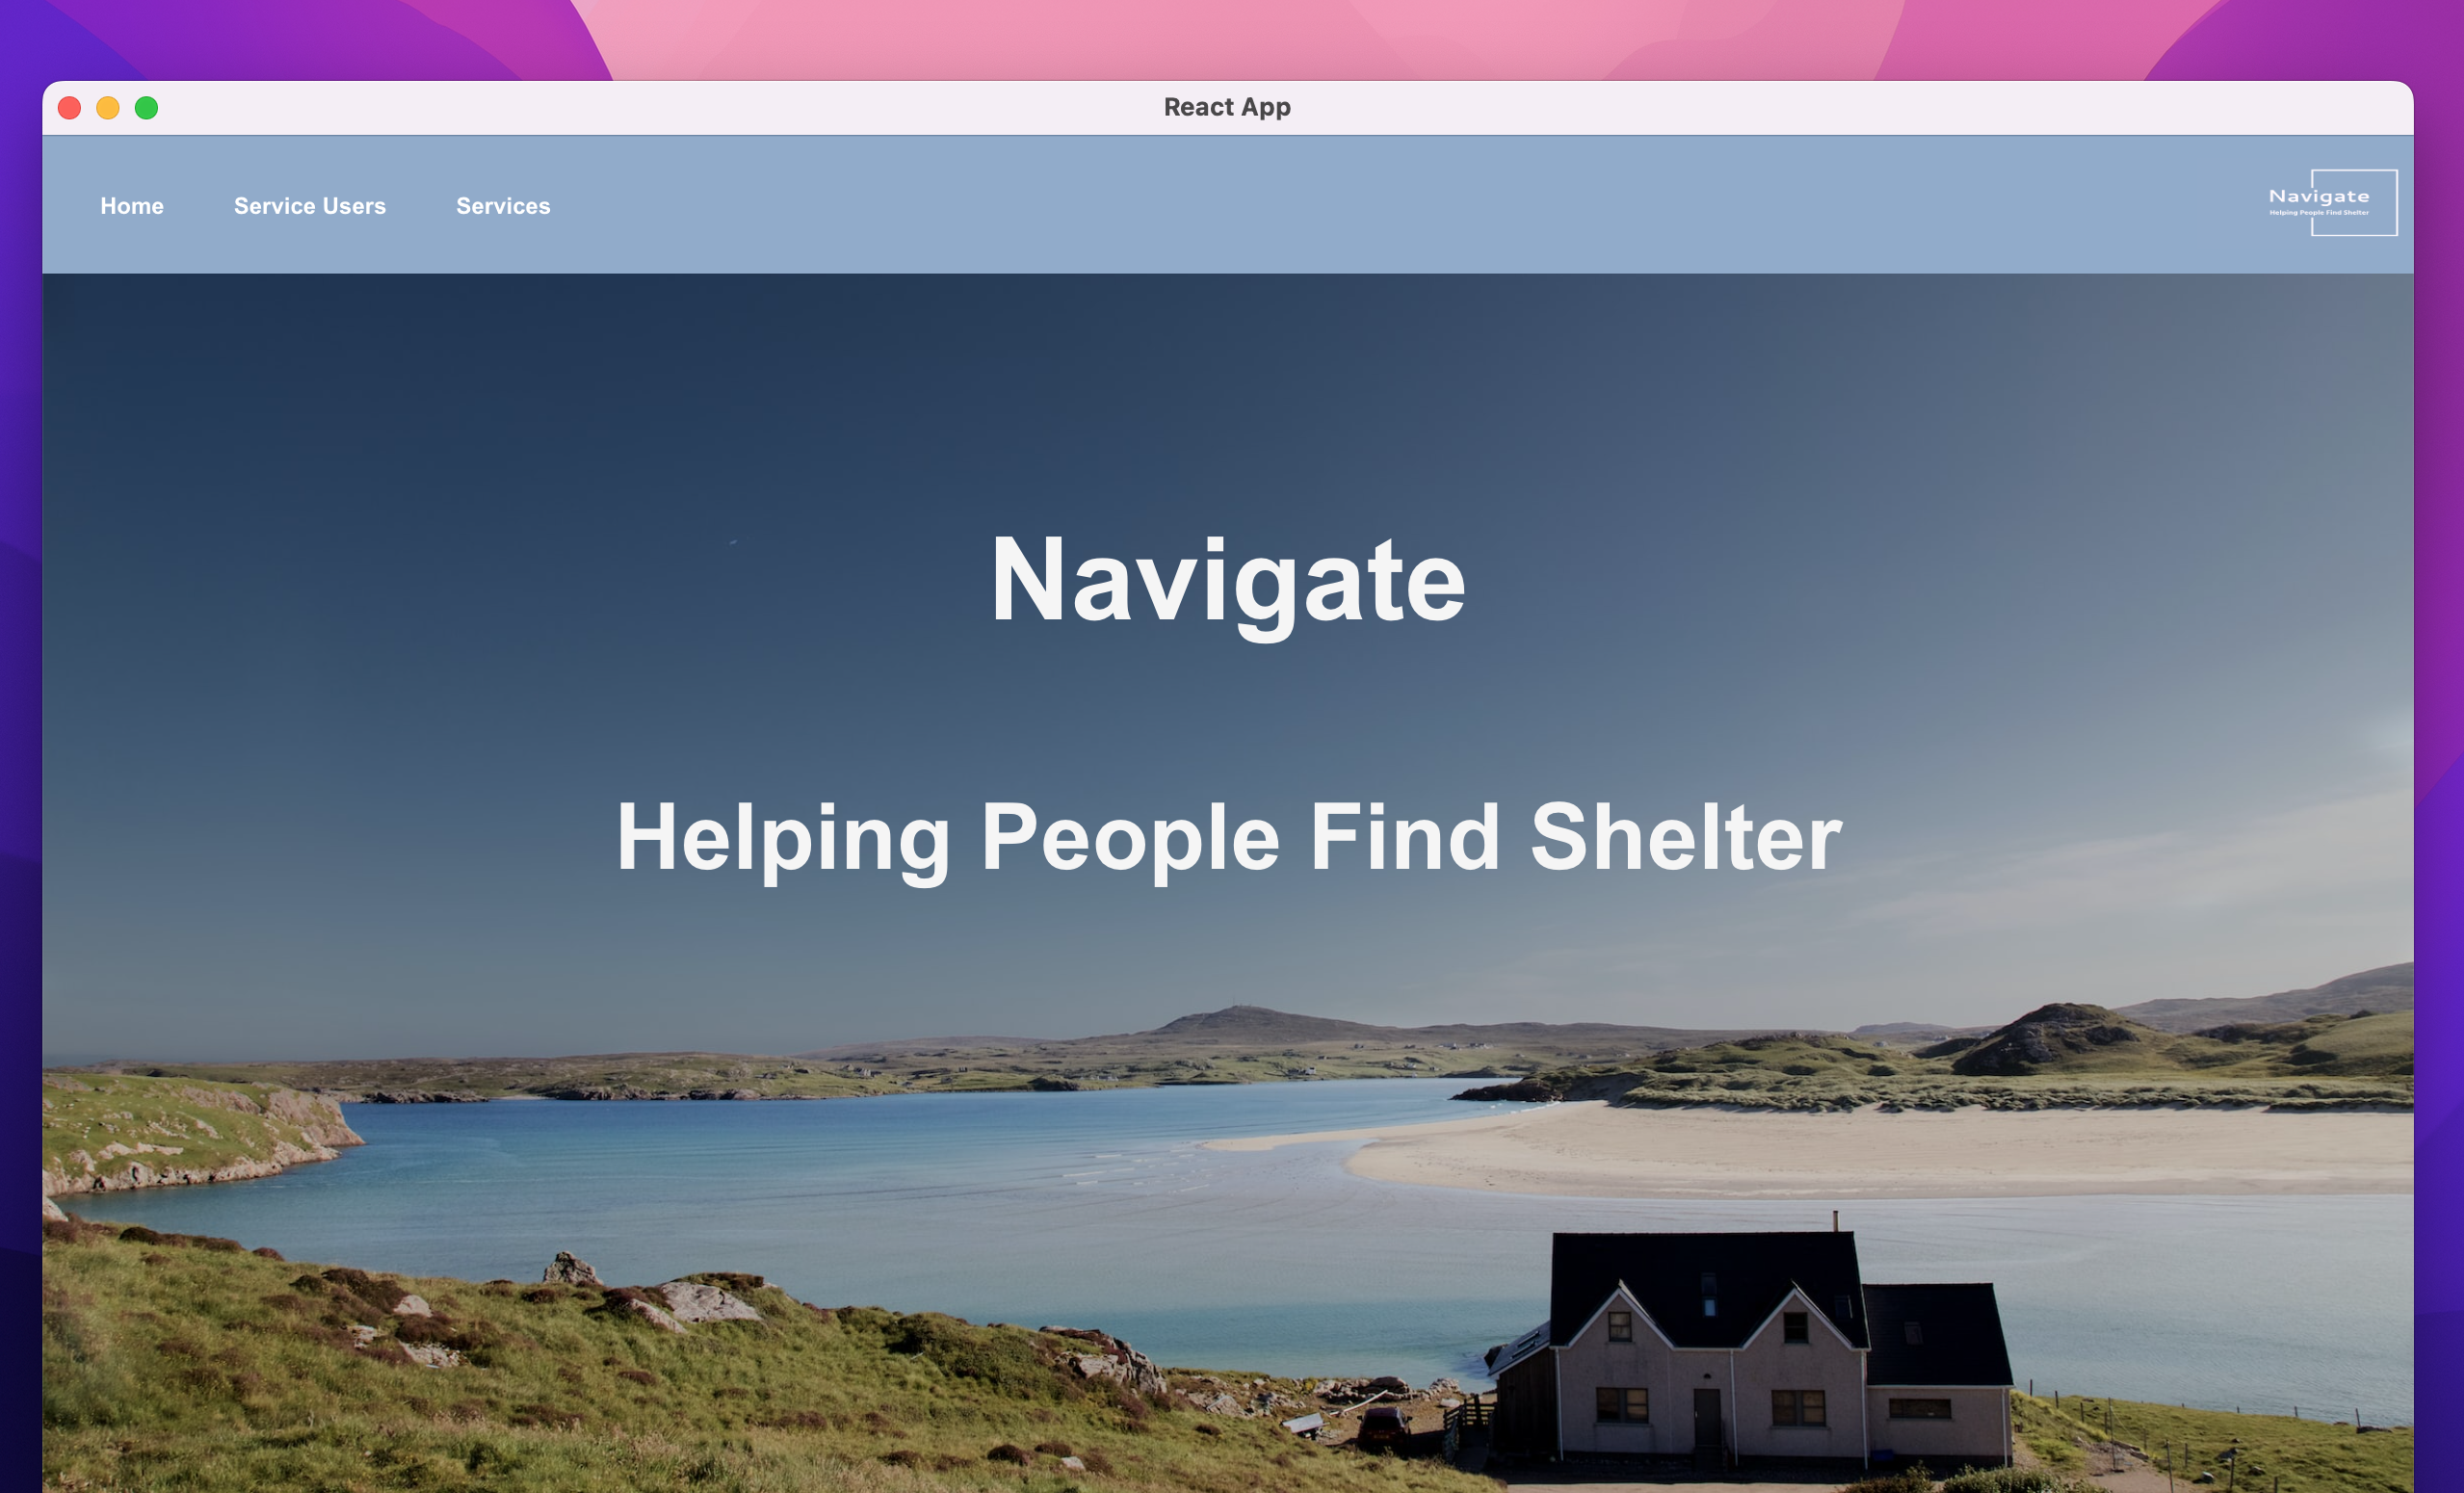 React App
Home
Service Users
Services
Navigate
Helping People Find Shelter
Navigate
Helping People Find Shelter